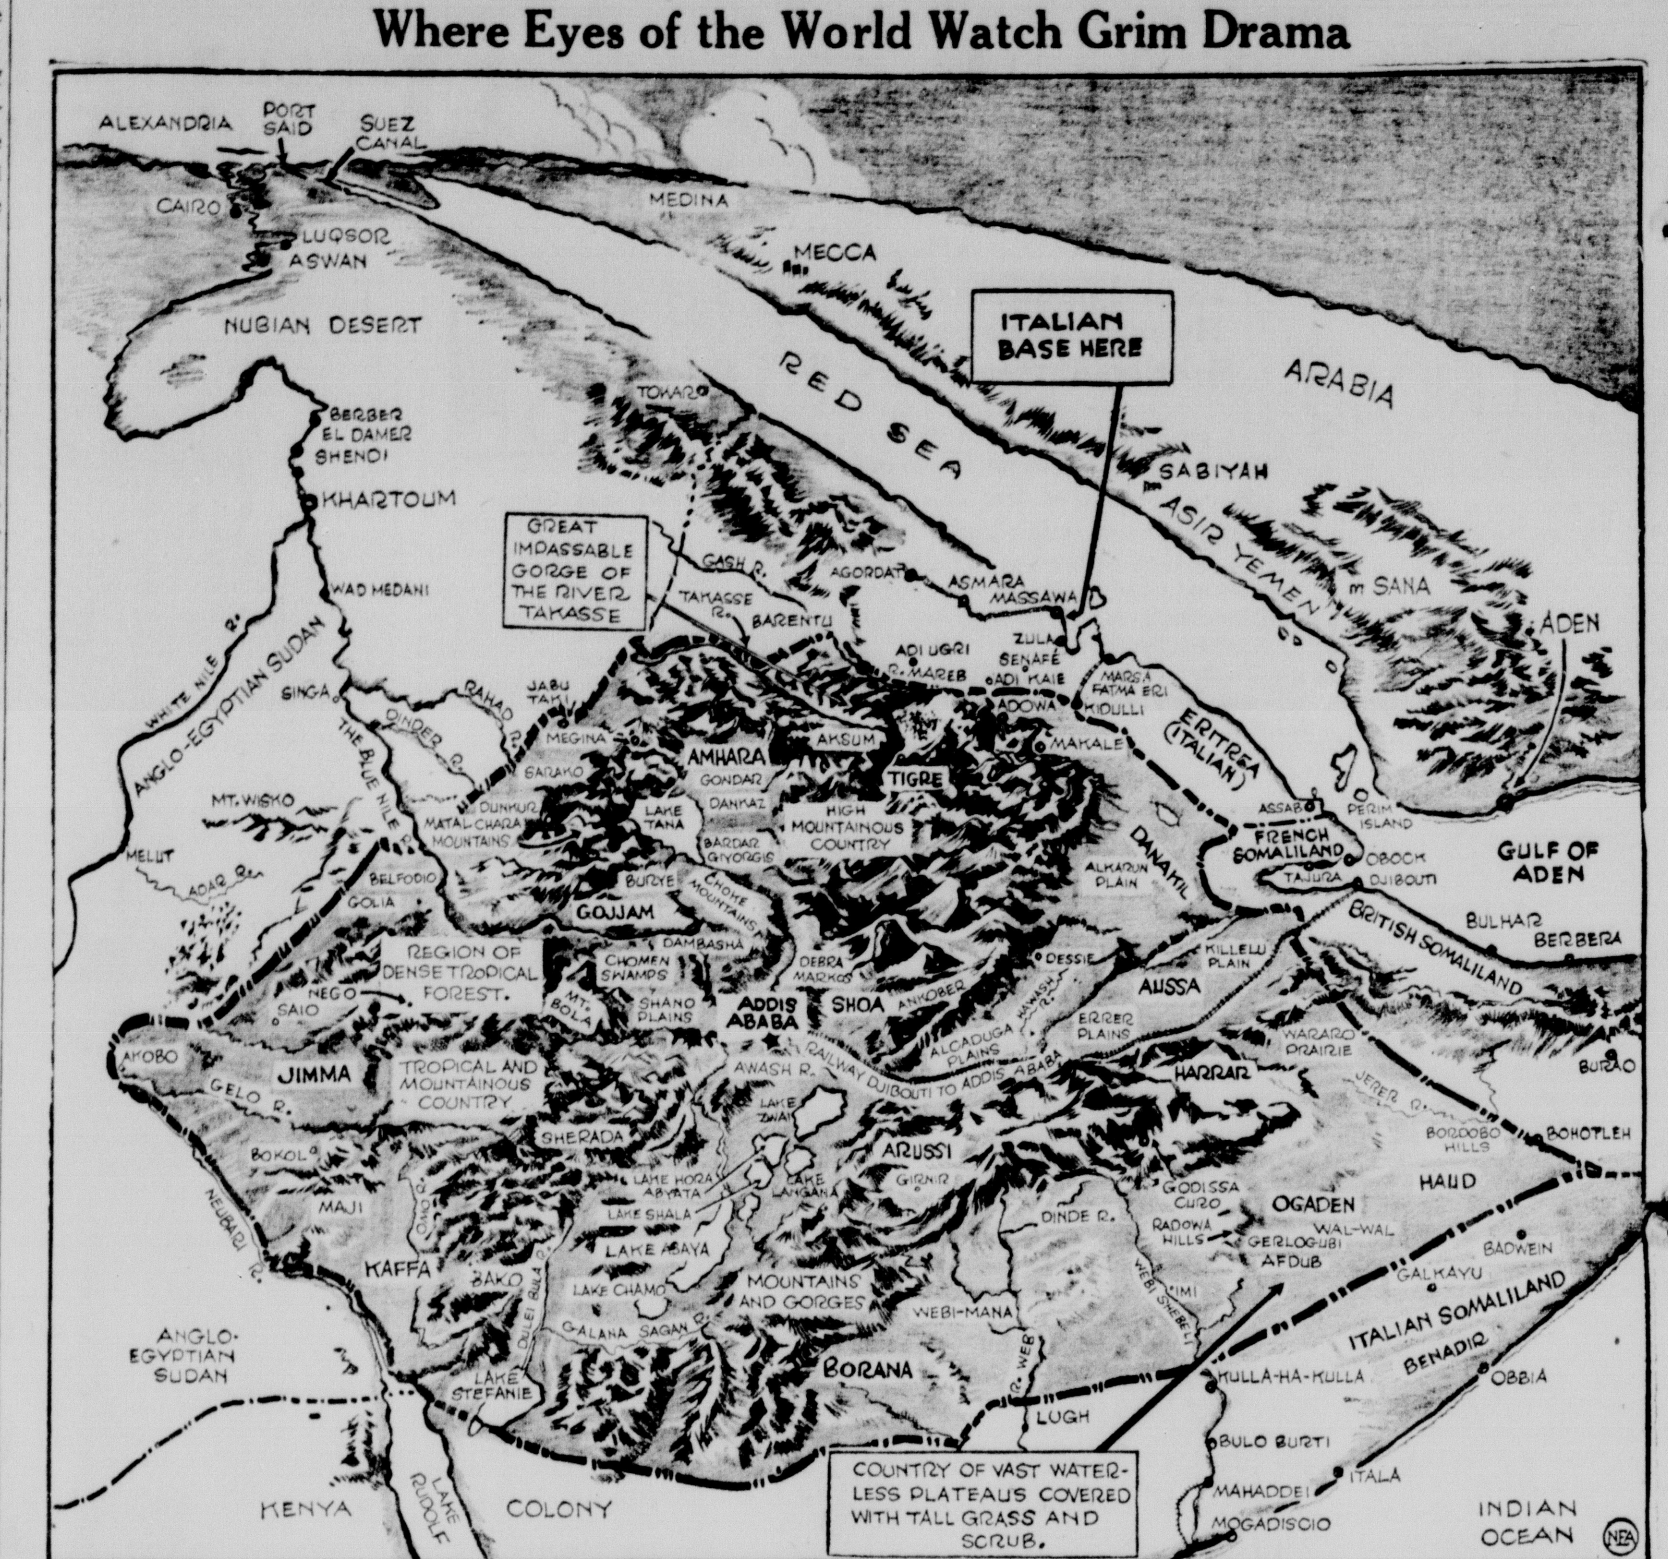 Where Eyes of the World Watch Grim Drama
ALEXANDRIA
PORT
SAID
SUEZ
CANAL
CAIRO
LUQSOR
ASWAN
MEDINA
MECCA
NUBIAN DESERT
ITALIAN
BASE HERE
RED SEA
ARABIA
TOKAR
BERBER
EL DAMER
SHENDI
KHARTOUM
SABIYAH
ASIR YEMEN
SANA
ADEN
GREAT
IMPASSABLE
GORGE OF
THE RIVER
TAKASSE
GASH R.
AGORDAT
ASMARA
MASSAWA
WAD MEDANI
TAKASSE
R.
BARENTU
ZULA
ADI UGRI
SENAFÉ
R. MAREB
ADI KAIE
MARSA
FATMA ERI
KIDULLI
ADOWA
WHITE NILE R.
ANGLO-EGYPTIAN SUDAN
SINGA
RAHAD R.
DINDER R.
THE BLUE NILE
JABU
TAKI
MEGINA
AMHARA
AKSUM
MAKALE
ERITREA
(ITALIAN)
GONDAR
TIGRE
SARAKO
MT. WISKO
DUNKUR
MATAL CHARA
MOUNTAINS
LAKE
TANA
DANKAZ
HIGH
MOUNTAINOUS
COUNTRY
BARDAR
GIYORGIS
ASSAB
PERIM
ISLAND
FRENCH
SOMALILAND
OBOCK
TAJURA
DJIBOUTI
DANAKIL
ALKARUN
PLAIN
GULF OF
ADEN
MELUT
ADAR R.
BELFODIO
GOLIA
BURYE
CHOKE
MOUNTAINS
GOJJAM
BRITISH SOMALILAND
BULHAR
BERBERA
REGION OF
DENSE TROPICAL
FOREST.
DAMBASHA
CHOMEN
SWAMPS
DEBRA
MARKOS
DESSIE
KILLELU
PLAIN
AUSSA
NEGO
SAIO
MT.
BOLA
SHANO
PLAINS
ADDIS
ABABA
SHOA
ANKOBER
HAWASH
R.
ERRER
PLAINS
ALCADUGA
PLAINS
WARARO
PRAIRIE
AKOBO
JIMMA
GELO R.
TROPICAL AND
MOUNTAINOUS
COUNTRY
AWASH R.
RAILWAY DJIBOUTI TO ADDIS ABABA
HARRAR
BURAO
JERER R.
LAKE
ZWAI
SHERADA
ARUSSI
BORDOBO
HILLS
BOHOTLEH
BOKOL
MAJI
OMO R.
LAKE HORA
ABYATA
LAKE
LANGANA
GIRNIR
LAKE SHALA
GODISSA
CURO
OGADEN
HAUD
DINDE R.
RADOWA
HILLS
WAL-WAL
GERLOGUBI
AFDUB
BADWEIN
GALKAYU
NEUBARI R.
KAFFA
BAKO
LAKE ABAYA
LAKE CHAMO
MOUNTAINS
AND GORGES
WEBI-MANA
WEBI SHEBELI
IMI
DULEI BULA R.
GALANA SAGAN R.
ITALIAN SOMALILAND
BENADIR
ANGLO-
EGYPTIAN
SUDAN
LAKE
STEFANIE
BORANA
R. WEB
KULLA-HA-KULLA
OBBIA
LUGH
BULO BURTI
ITALA
MAHADDEI
MOGADISCIO
KENYA
LAKE
RUDOLF
COLONY
COUNTRY OF VAST WATER-
LESS PLATEAUS COVERED
WITH TALL GRASS AND
SCRUB.
INDIAN
OCEAN
NEA